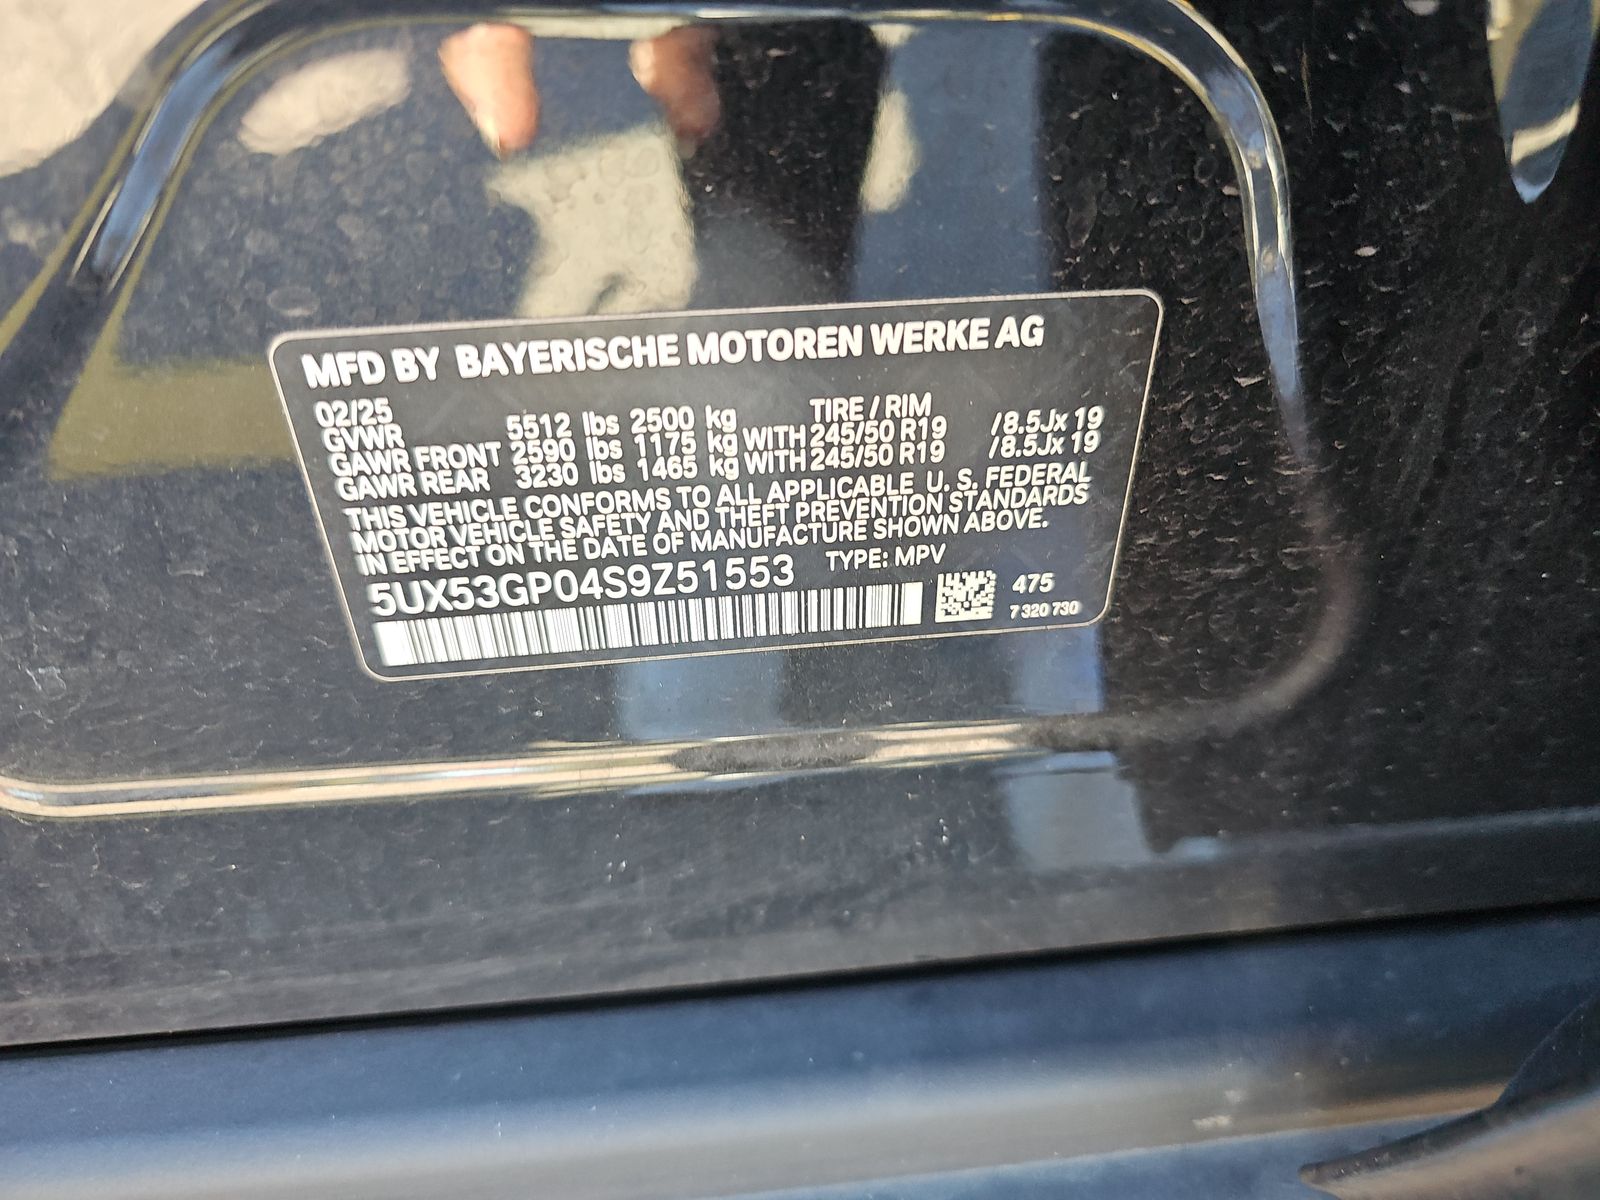 MFD BY BAYERISCHE MOTOREN WERKE AG
02/25 TIRE / RIM
GVWR 5512 lbs 2500 kg
GAWR FRONT 2590 lbs 1175 kg WITH 245/50 R19 /8.5Jx 19
GAWR REAR 3230 lbs 1465 kg WITH 245/50 R19 /8.5Jx 19
THIS VEHICLE CONFORMS TO ALL APPLICABLE U. S. FEDERAL
MOTOR VEHICLE SAFETY AND THEFT PREVENTION STANDARDS
IN EFFECT ON THE DATE OF MANUFACTURE SHOWN ABOVE.
5UX53GP04S9Z51553 TYPE: MPV
475
7 320 730